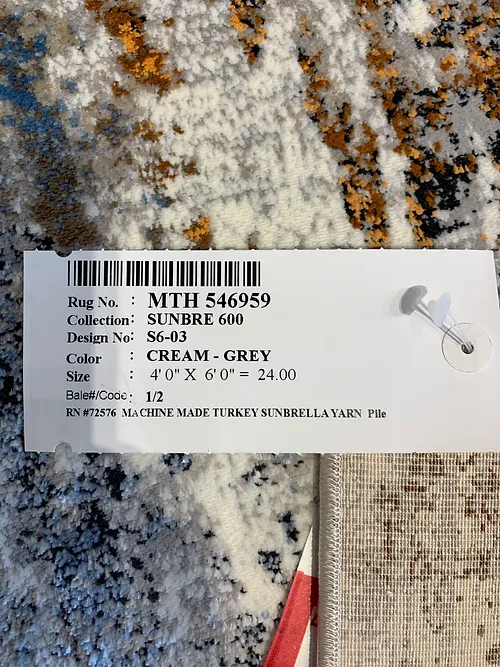 Rug No. : MTH 546959
Collection: SUNBRE 600
Design No: S6-03
Color : CREAM - GREY
Size : 4' 0" X 6' 0" = 24.00
Bale#/Code: 1/2
RN #72576 MACHINE MADE TURKEY SUNBRELLA YARN Pile